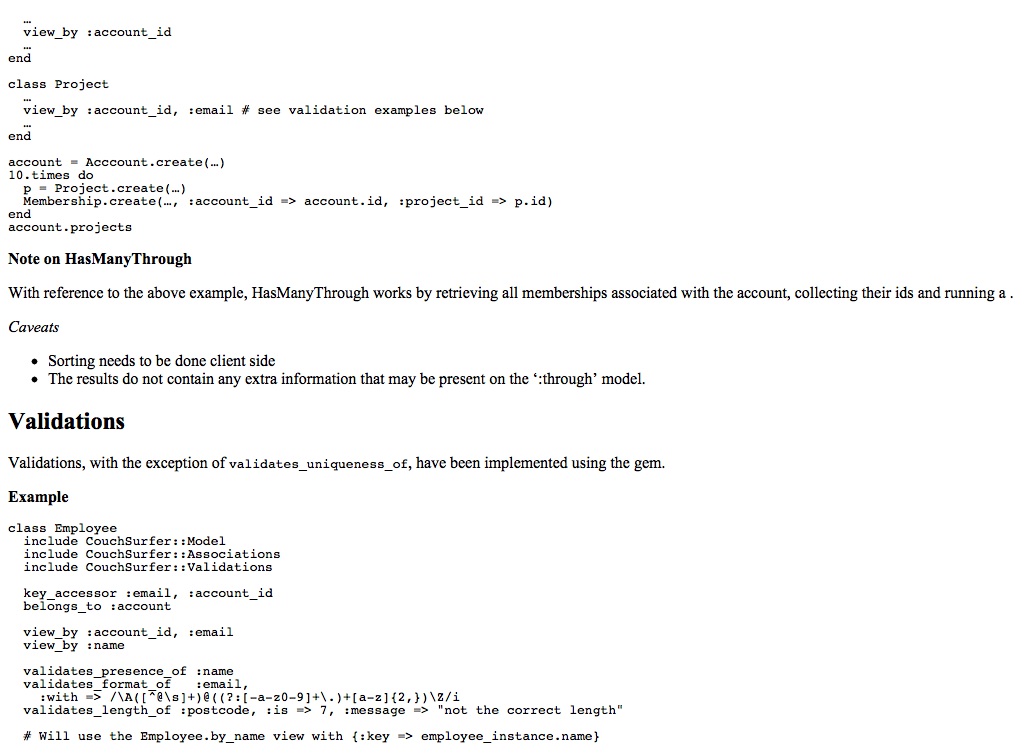 …
view_by :account_id
…
end
class Project
…
view_by :account_id, :email # see validation examples below
…
end
account = Acccount.create(…)
10.times do
p = Project.create(…)
Membership.create(…, :account_id => account.id, :project_id => p.id)
end
account.projects
Note on HasManyThrough
With reference to the above example, HasManyThrough works by retrieving all memberships associated with the account, collecting their ids and running a .
Caveats
• Sorting needs to be done client side
• The results do not contain any extra information that may be present on the ‘:through’ model.
Validations
Validations, with the exception of validates_uniqueness_of, have been implemented using the gem.
Example
class Employee
include CouchSurfer::Model
include CouchSurfer::Associations
include CouchSurfer::Validations
key_accessor :email, :account_id
belongs_to :account
view_by :account_id, :email
view_by :name
validates_presence_of :name
validates_format_of   :email,
:with => /\A([^@\s]+)@((?:[-a-z0-9]+\.)+[a-z]{2,})\Z/i
validates_length_of :postcode, :is => 7, :message => "not the correct length"
# Will use the Employee.by_name view with {:key => employee_instance.name}